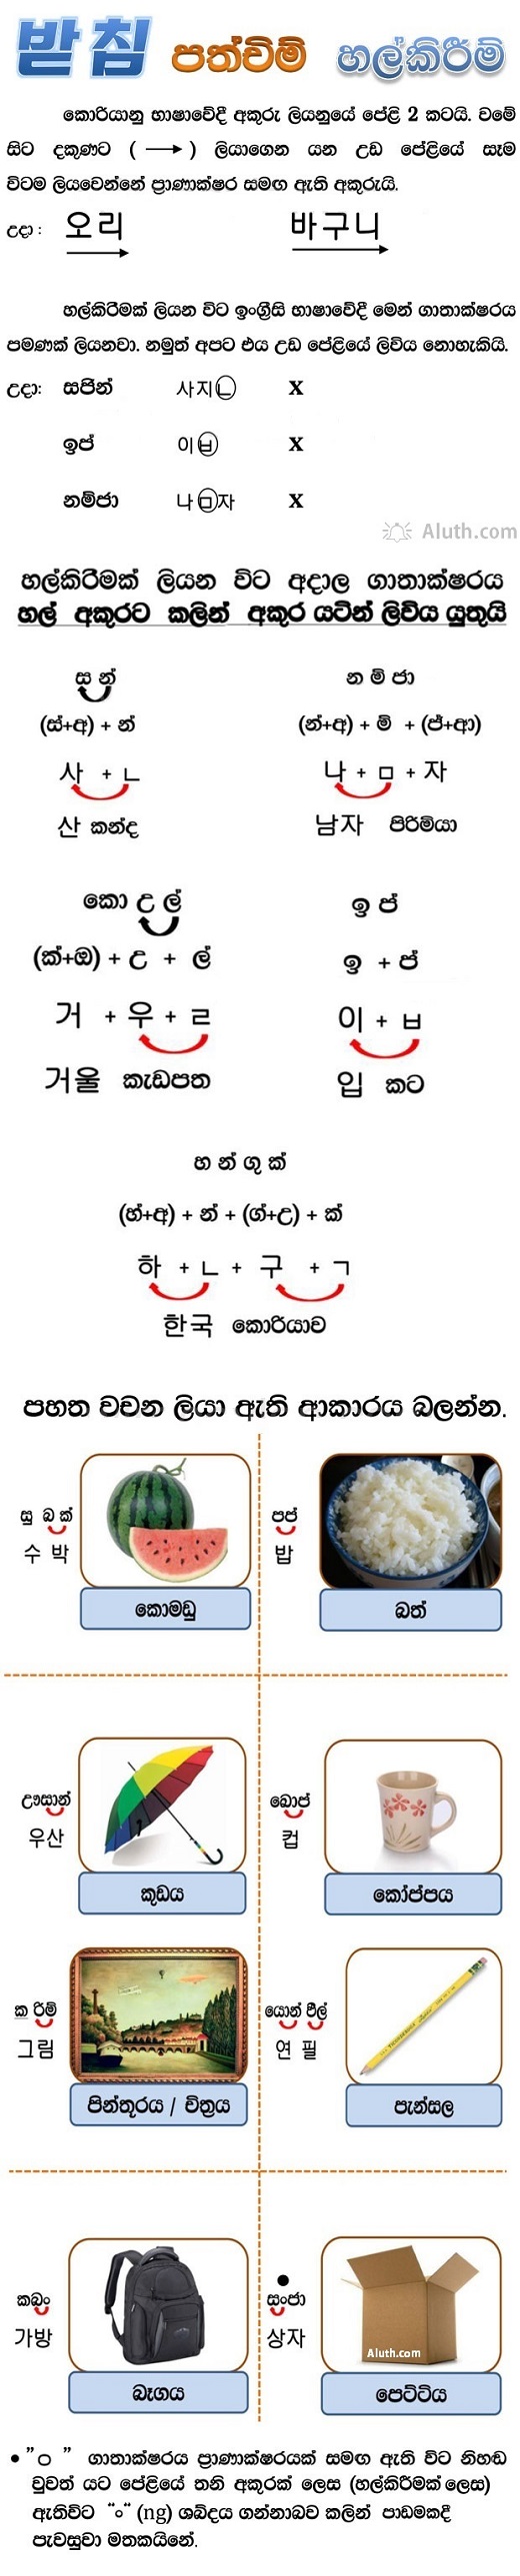 받침 පත්චිම් හල්කිරීම්
කොරියානු භාෂාවේදී අකුරු ලියනුයේ පේළි 2 කටයි. වමේ
සිට දකුණට ( → ) ලියාගෙන යන උඩ පේළියේ සෑම
විටම ලියවෙන්නේ ප්‍රාණාක්ෂර සමඟ ඇති අකුරුයි.
උදා : 오리 바구니
හල්කිරීමක් ලියන විට ඉංග්‍රීසි භාෂාවේදී මෙන් ගාතාක්ෂරය
පමණක් ලියනවා. නමුත් අපට එය උඩ පේළියේ ලිවිය නොහැකියි.
උදා: සජින් 사지ㄴ X
ඉප් 이ㅂ X
නම්ජා 나ㅁ자 X
Aluth.com
හල්කිරීමක් ලියන විට අදාල ගාතාක්ෂරය
හල් අකුරට කලින් අකුර යටින් ලිවිය යුතුයි
ස න් න ම් ජා
(ස්+අ) + න් (න්+අ) + ම් + (ජ්+ආ)
사 + ㄴ 나 + ㅁ + 자
산 කන්ද 남자 පිරිමියා
කො උ ල් ඉ ප්
(ක්+ඔ) + උ + ල් ඉ + ප්
거 + 우 + ㄹ 이 + ㅂ
거울 කැඩපත 입 කට
හ න් ගු ක්
(හ්+අ) + න් + (ග්+උ) + ක්
하 + ㄴ + 구 + ㄱ
한국 කොරියාව
පහත වචන ලියා ඇති ආකාරය බලන්න.
සු බ ක් පප්
수 박 밥
කොමඩු බත්
ඌසාන් ඛොප්
우산 컵
කුඩය කෝප්පය
ක රිම් යොන් පීල්
그림 연 필
පින්තූරය / චිත්‍රය පැන්සල
කබං සංජා
가방 상자
Aluth.com
බෑගය පෙට්ටිය
• "ㅇ" ගාතාක්ෂරය ප්‍රාණාක්ෂරයක් සමඟ ඇති විට නිහඬ
වුවත් යට පේළියේ තනි අකුරක් ලෙස (හල්කිරීමක් ලෙස)
ඇතිවිට "ං" (ng) ශබ්දය ගන්නාබව කලින් පාඩමකදී
පැවසුවා මතකයිනේ.